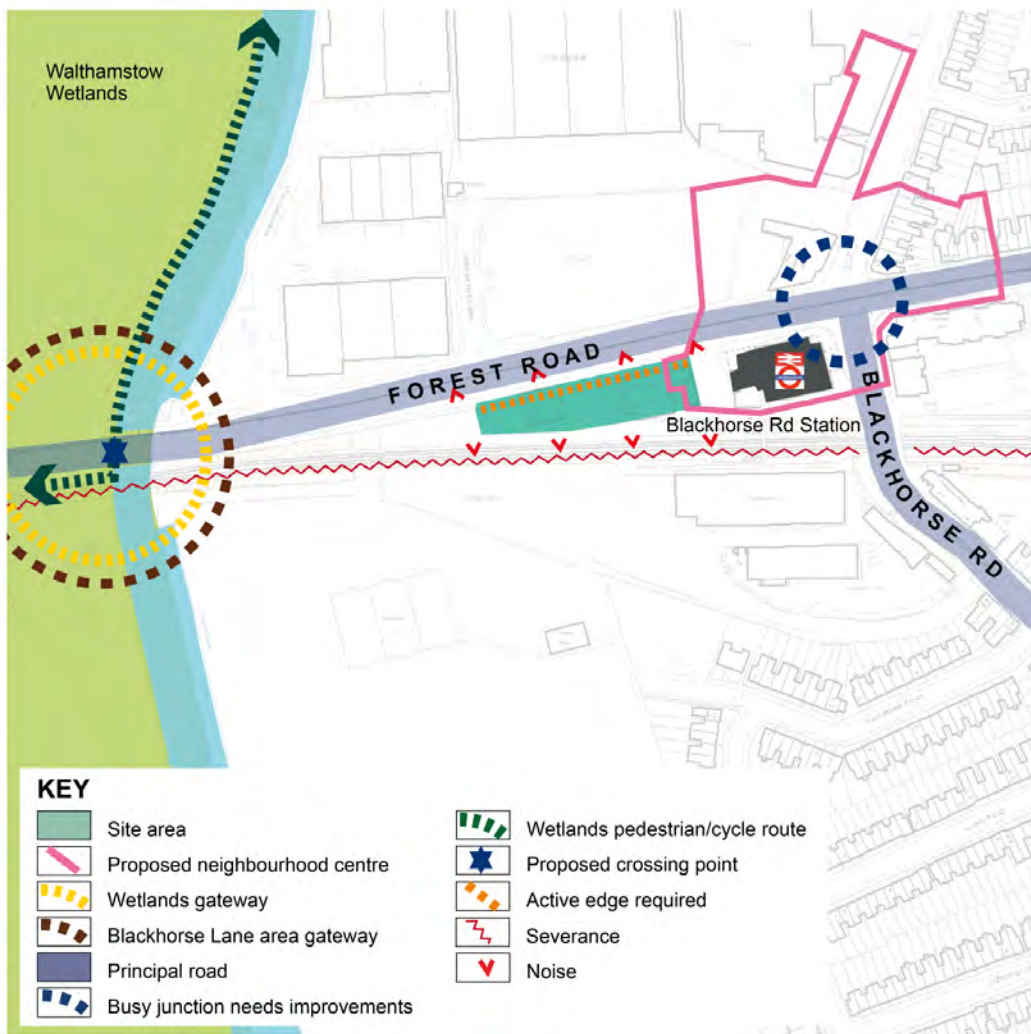 Walthamstow
Wetlands
FOREST ROAD
Blackhorse Rd Station
BLACKHORSE RD
KEY
Site area
Proposed neighbourhood centre
Wetlands gateway
Blackhorse Lane area gateway
Principal road
Busy junction needs improvements
Wetlands pedestrian/cycle route
Proposed crossing point
Active edge required
Severance
Noise